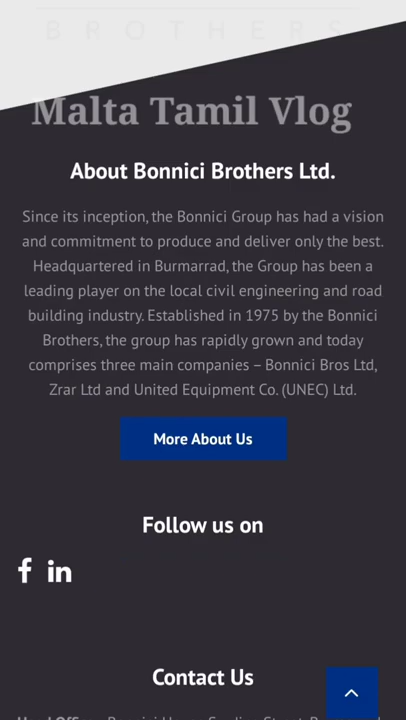 BROTHERS
Malta Tamil Vlog
About Bonnici Brothers Ltd.
Since its inception, the Bonnici Group has had a vision
and commitment to produce and deliver only the best.
Headquartered in Burmarrad, the Group has been a
leading player on the local civil engineering and road
building industry. Established in 1975 by the Bonnici
Brothers, the group has rapidly grown and today
comprises three main companies – Bonnici Bros Ltd,
Zrar Ltd and United Equipment Co. (UNEC) Ltd.
More About Us
Follow us on
f in
Contact Us